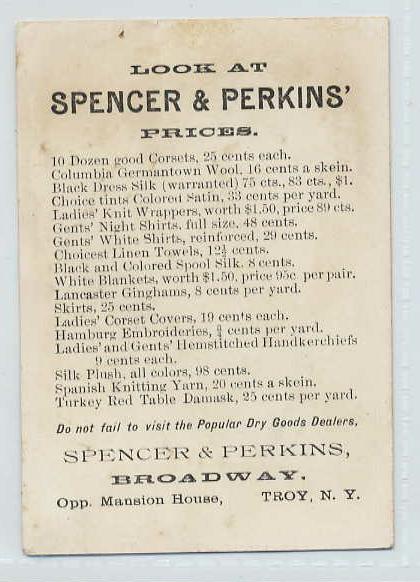 LOOK AT
SPENCER & PERKINS'
PRICES.
10 Dozen good Corsets, 25 cents each.
Columbia Germantown Wool, 16 cents a skein.
Black Dress Silk (warranted) 75 cts., 83 cts., $1.
Choice tints Colored Satin, 33 cents per yard.
Ladies' Knit Wrappers, worth $1.50, price 89 cts.
Gents' Night Shirts, full size, 48 cents.
Gents' White Shirts, reinforced, 29 cents.
Choicest Linen Towels, 12½ cents.
Black and Colored Spool Silk, 8 cents.
White Blankets, worth $1.50, price 95c. per pair.
Lancaster Ginghams, 8 cents per yard.
Skirts, 25 cents.
Ladies' Corset Covers, 19 cents each.
Hamburg Embroideries, cents per yard.
Ladies' and Gents' Hemstitched Handkerchiefs
9 cents each.
Silk Plush, all colors, 98 cents.
Spanish Knitting Yarn, 20 cents a skein.
Turkey Red Table Damask, 25 cents per yard.
Do not fail to visit the Popular Dry Goods Dealers,
SPENCER & PERKINS,
BROADWAY.
Opp. Mansion House, TROY, N. Y.